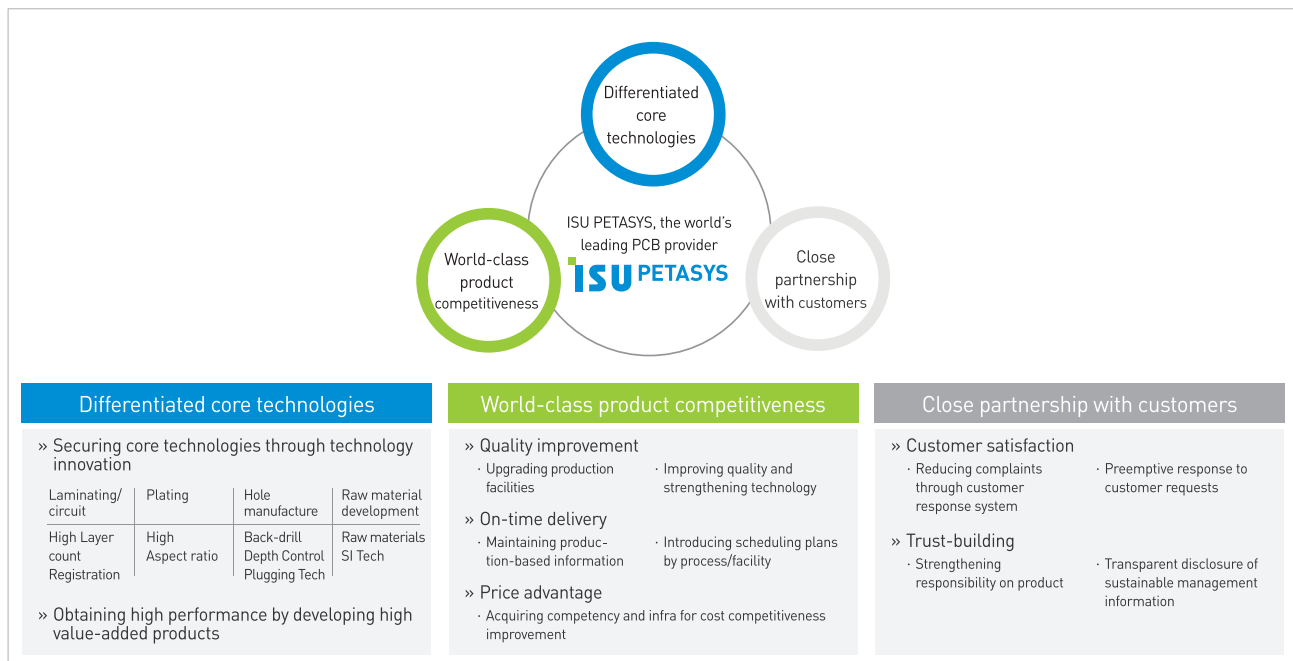 Differentiated
core
technologies
ISU PETASYS, the world's
leading PCB provider
ISU PETASYS
World-class
product
competitiveness
Close
partnership
with customers
Differentiated core technologies
» Securing core technologies through technology
innovation
Laminating/
circuit
Plating
Hole
manufacture
Raw material
development
High Layer
count
Registration
High
Aspect ratio
Back-drill
Depth Control
Plugging Tech
Raw materials
SI Tech
» Obtaining high performance by developing high
value-added products
World-class product competitiveness
» Quality improvement
· Upgrading production
facilities
· Improving quality and
strengthening technology
» On-time delivery
· Maintaining produc-
tion-based information
· Introducing scheduling plans
by process/facility
» Price advantage
· Acquiring competency and infra for cost competitiveness
improvement
Close partnership with customers
» Customer satisfaction
· Reducing complaints
through customer
response system
· Preemptive response to
customer requests
» Trust-building
· Strengthening
responsibility on product
· Transparent disclosure of
sustainable management
information